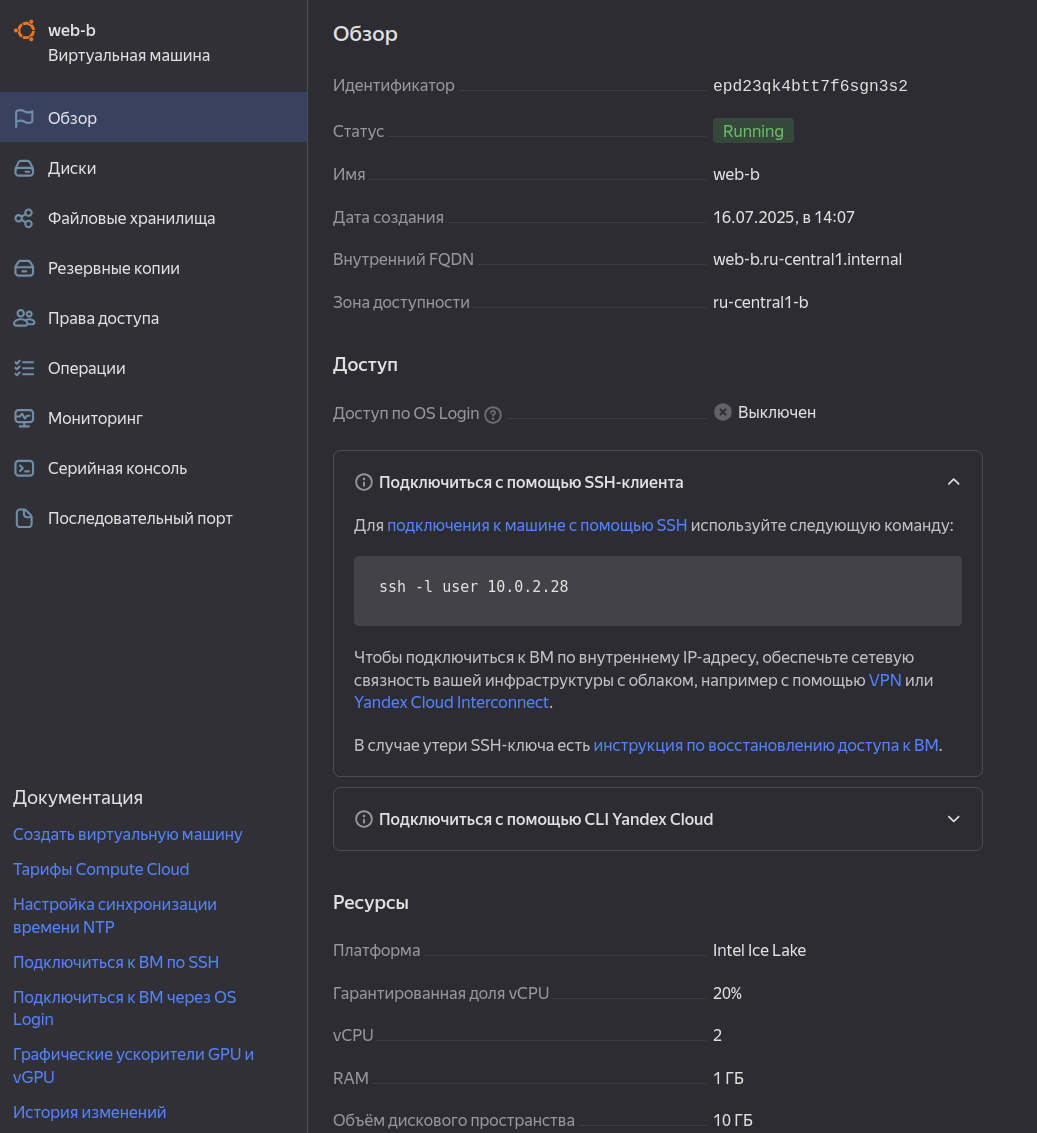 web-b
Виртуальная машина
Обзор
Диски
Файловые хранилища
Резервные копии
Права доступа
Операции
Мониторинг
Серийная консоль
Последовательный порт
Документация
Создать виртуальную машину
Тарифы Compute Cloud
Настройка синхронизации
времени NTP
Подключиться к ВМ по SSH
Подключиться к ВМ через OS
Login
Графические ускорители GPU и
vGPU
История изменений
Обзор
Идентификатор epd23qk4btt7f6sgn3s2
Статус Running
Имя web-b
Дата создания 16.07.2025, в 14:07
Внутренний FQDN web-b.ru-central1.internal
Зона доступности ru-central1-b
Доступ
Доступ по OS Login Выключен
Подключиться с помощью SSH-клиента
Для подключения к машине с помощью SSH используйте следующую команду:
ssh -l user 10.0.2.28
Чтобы подключиться к ВМ по внутреннему IP-адресу, обеспечьте сетевую
связность вашей инфраструктуры с облаком, например с помощью VPN или
Yandex Cloud Interconnect.
В случае утери SSH-ключа есть инструкция по восстановлению доступа к ВМ.
Подключиться с помощью CLI Yandex Cloud
Ресурсы
Платформа Intel Ice Lake
Гарантированная доля vCPU 20%
vCPU 2
RAM 1 ГБ
Объём дискового пространства 10 ГБ